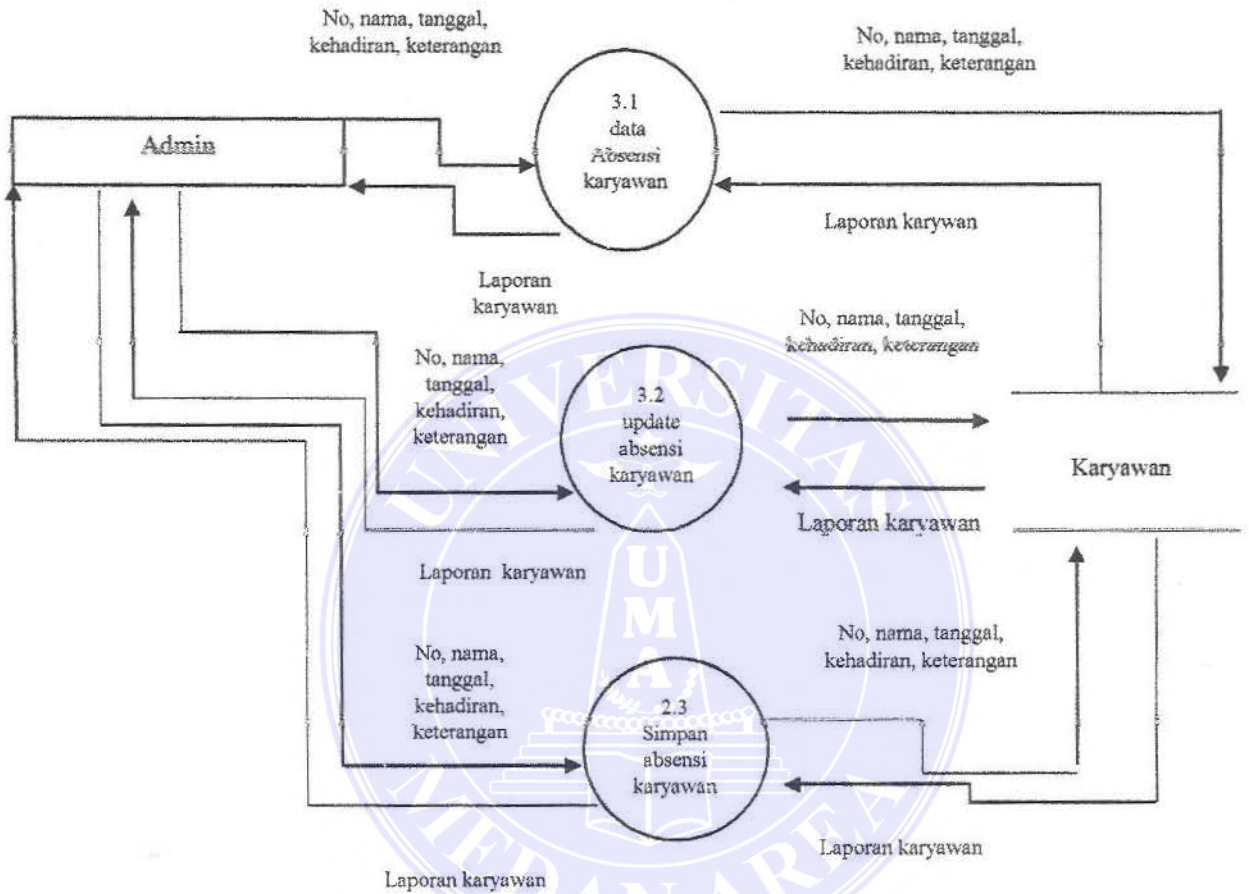 No, nama, tanggal,
kehadiran, keterangan
No, nama, tanggal,
kehadiran, keterangan
3.1
data
Absensi
karyawan
Admin
Laporan karywan
Laporan
karyawan
No, nama, tanggal,
kehadiran, keterangan
No, nama,
tanggal,
kehadiran,
keterangan
3.2
update
absensi
karyawan
Karyawan
Laporan karyawan
Laporan karyawan
No, nama, tanggal,
kehadiran, keterangan
No, nama,
tanggal,
kehadiran,
keterangan
2.3
Simpan
absensi
karyawan
Laporan karyawan
Laporan karyawan
UNIVERSITAS
MEDAN AREA
U
M
A